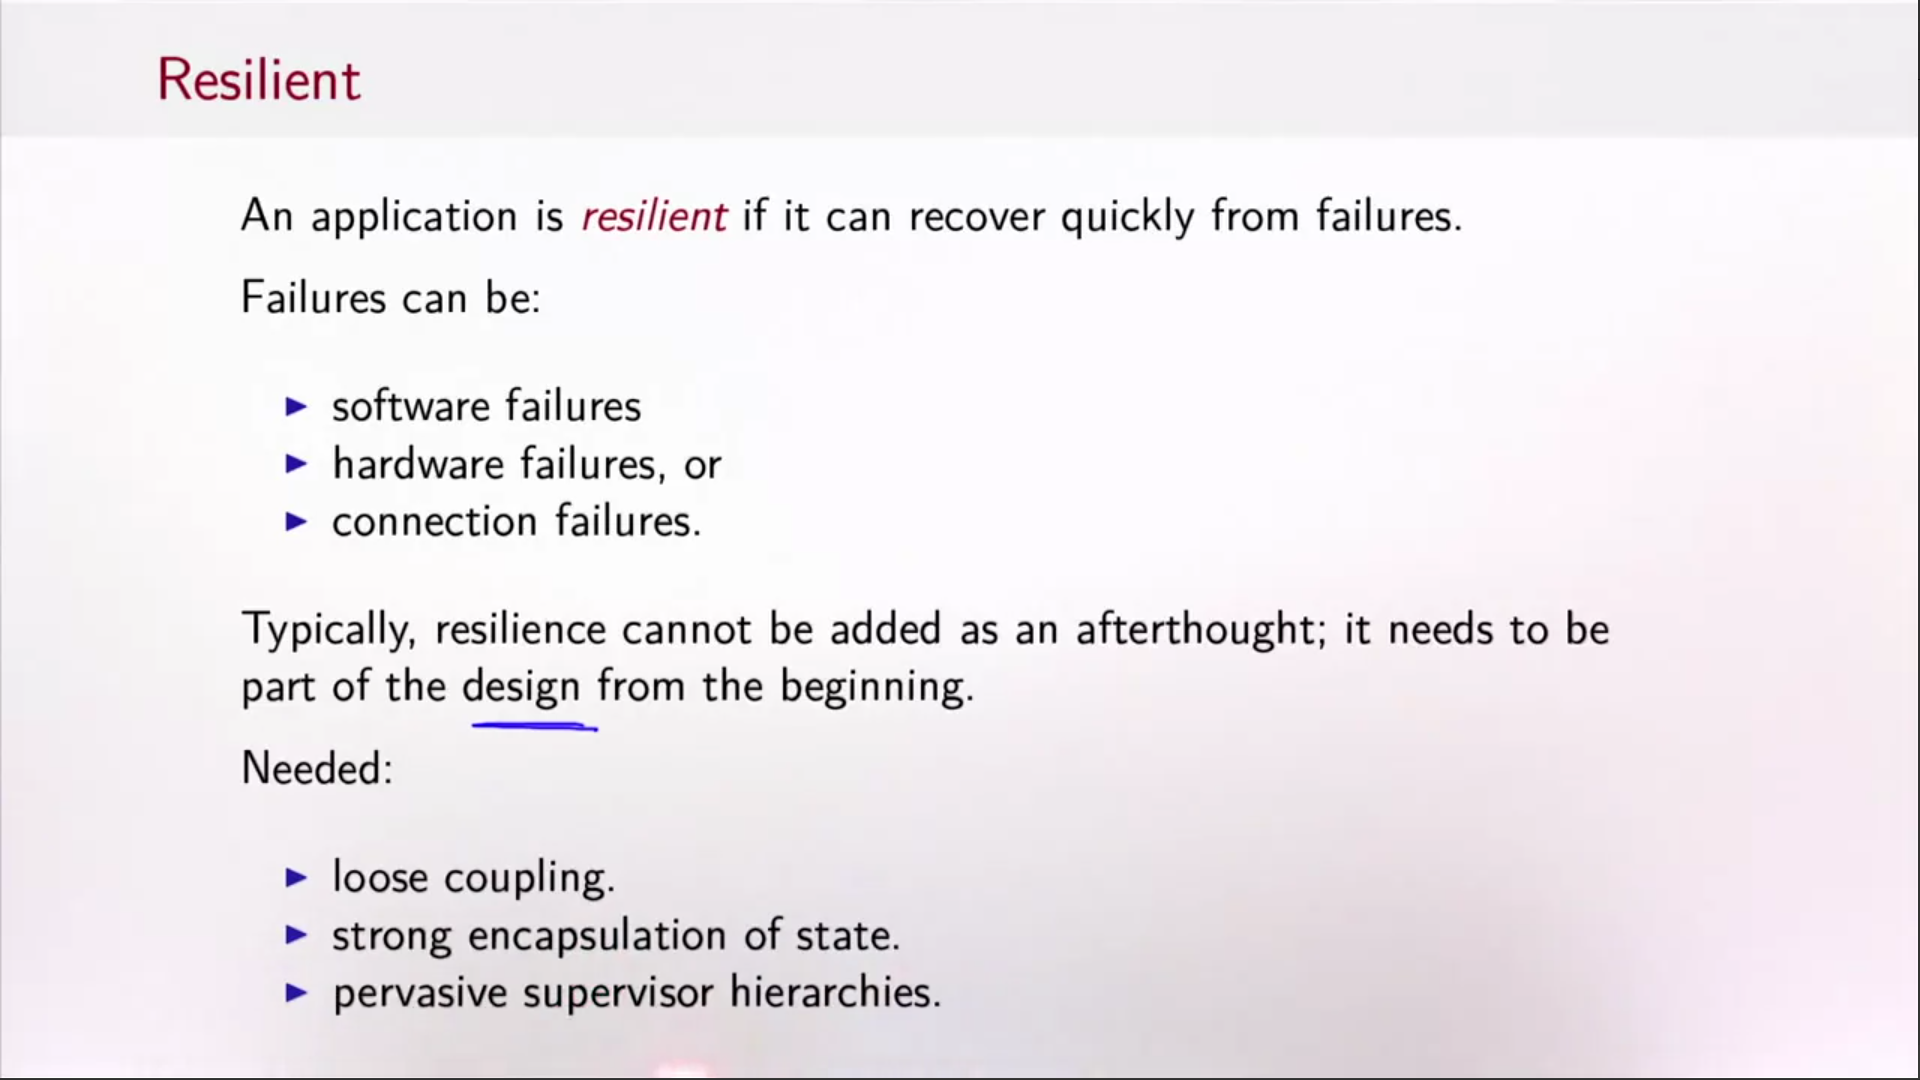 Resilient
An application is resilient if it can recover quickly from failures.
Failures can be:
▶ software failures
▶ hardware failures, or
▶ connection failures.
Typically, resilience cannot be added as an afterthought; it needs to be
part of the design from the beginning.
Needed:
▶ loose coupling.
▶ strong encapsulation of state.
▶ pervasive supervisor hierarchies.